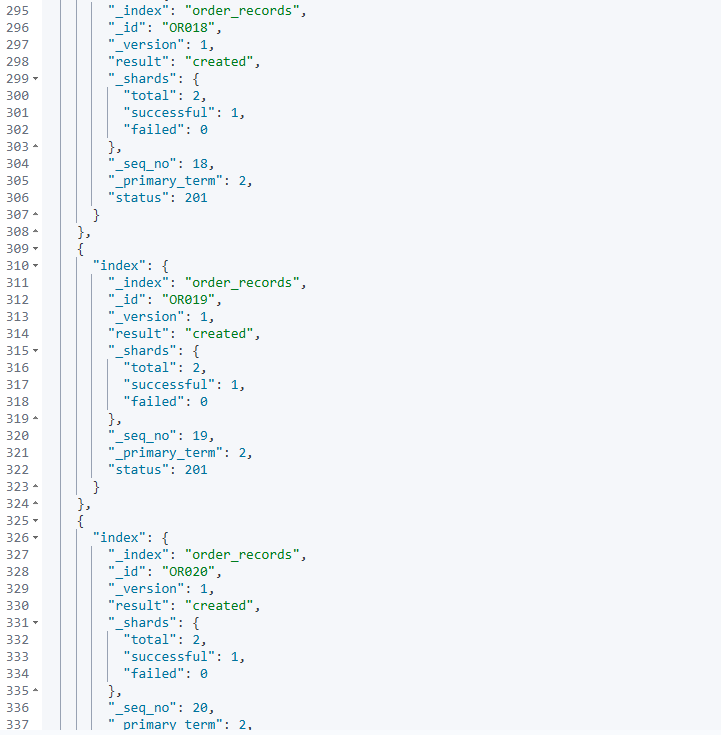 295 "_index": "order_records",
296 "_id": "OR018",
297 "_version": 1,
298 "result": "created",
299 "_shards": {
300 "total": 2,
301 "successful": 1,
302 "failed": 0
303 },
304 "_seq_no": 18,
305 "_primary_term": 2,
306 "status": 201
307 }
308 },
309 {
310 "index": {
311 "_index": "order_records",
312 "_id": "OR019",
313 "_version": 1,
314 "result": "created",
315 "_shards": {
316 "total": 2,
317 "successful": 1,
318 "failed": 0
319 },
320 "_seq_no": 19,
321 "_primary_term": 2,
322 "status": 201
323 }
324 },
325 {
326 "index": {
327 "_index": "order_records",
328 "_id": "OR020",
329 "_version": 1,
330 "result": "created",
331 "_shards": {
332 "total": 2,
333 "successful": 1,
334 "failed": 0
335 },
336 "_seq_no": 20,
337 "_primary_term": 2,